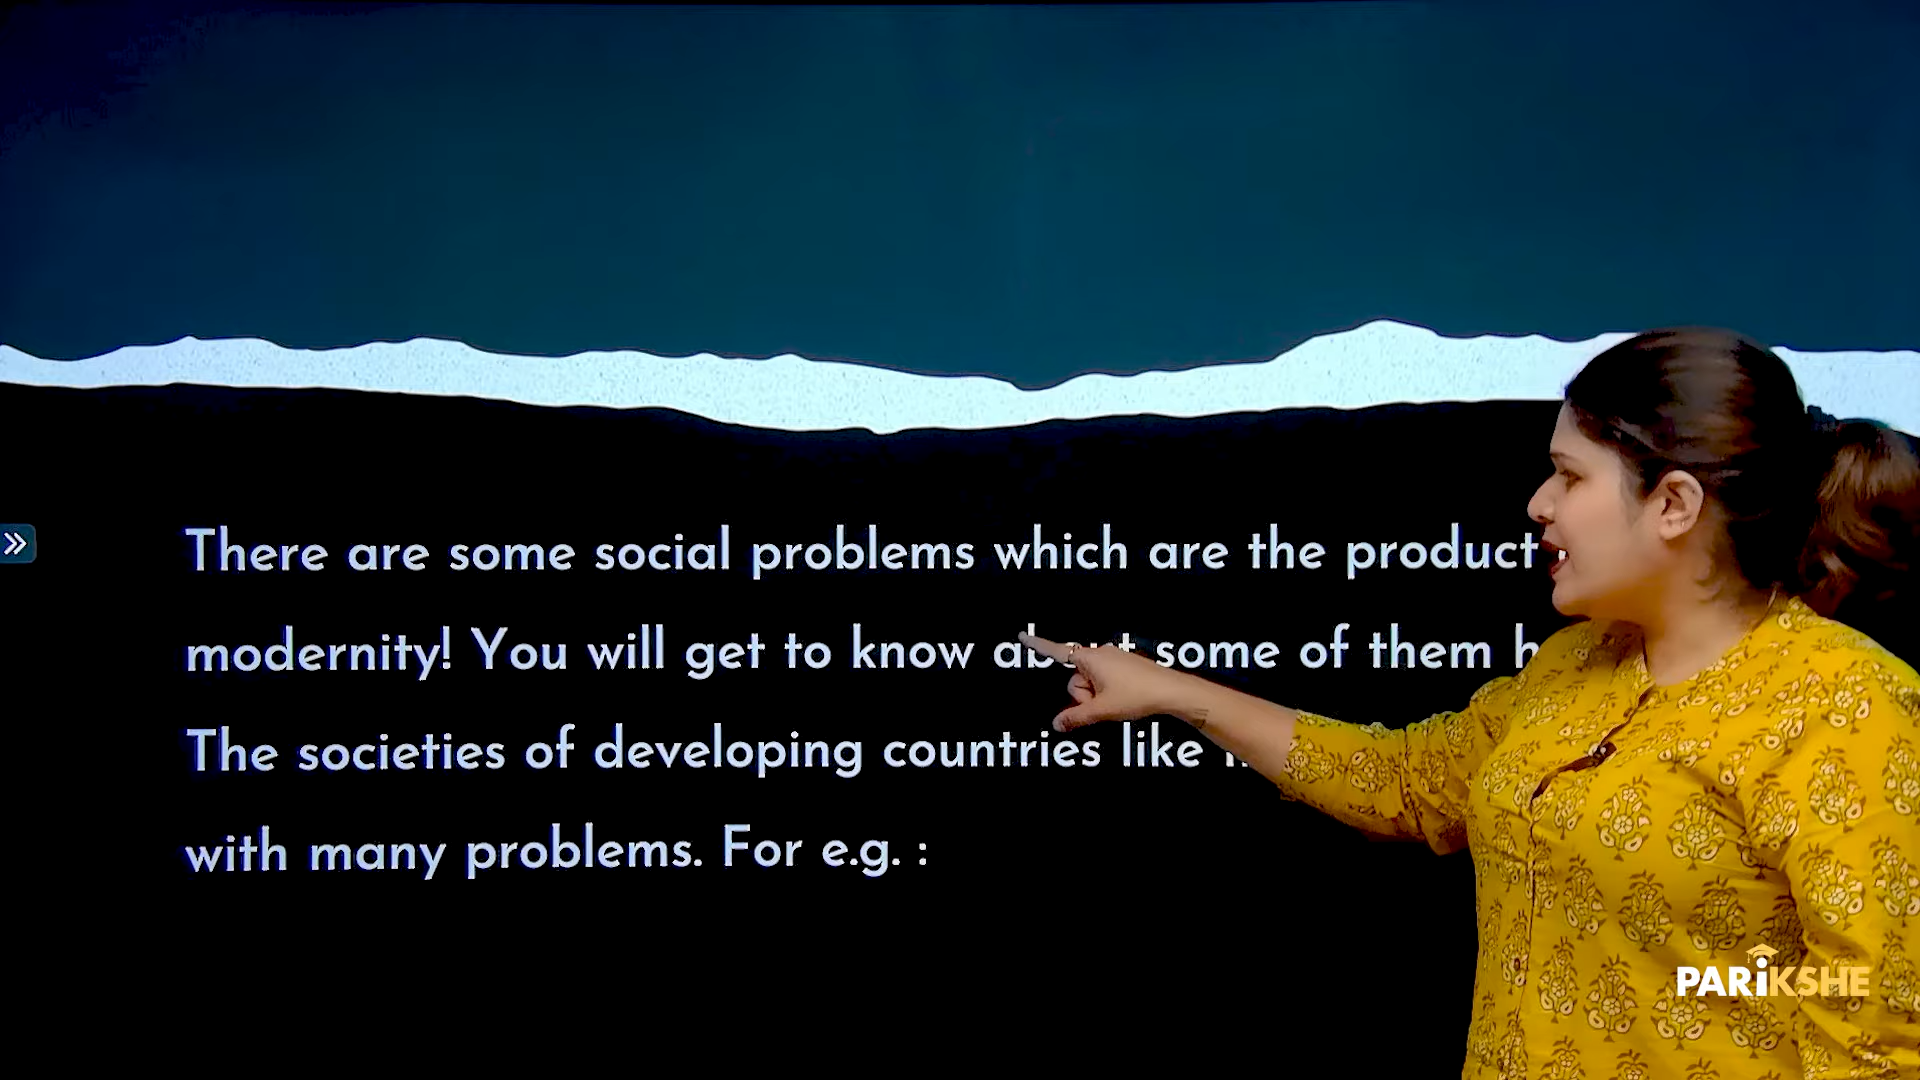 There are some social problems which are the product
modernity! You will get to know about some of them
The societies of developing countries like
with many problems. For e.g. :
PARiKSHE